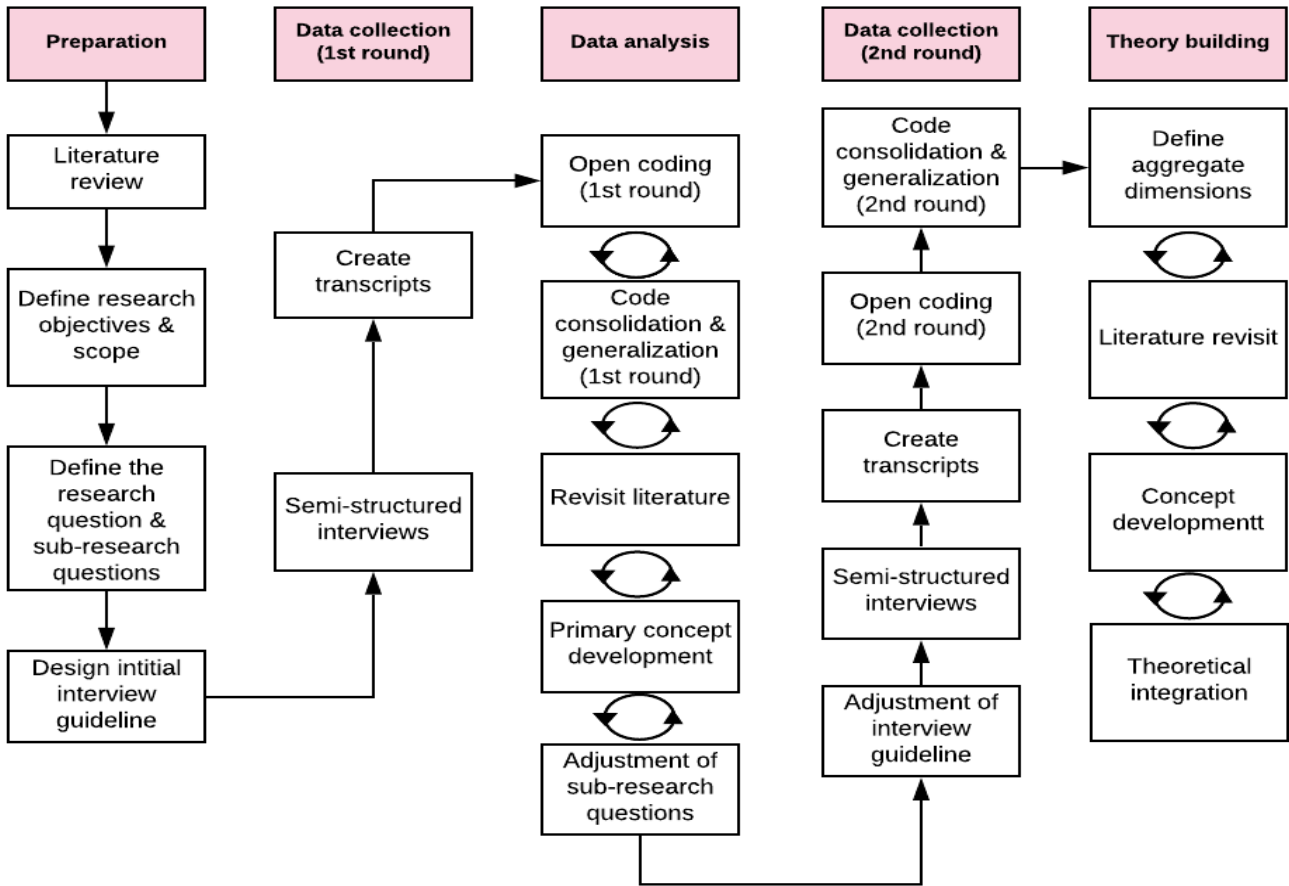 Preparation
Literature
review
Define research
objectives &
scope
Define the
research
question &
sub-research
questions
Design intitial
interview
guideline
Data collection
(1st round)
Create
transcripts
Semi-structured
interviews
Data analysis
Open coding
(1st round)
Code
consolidation &
generalization
(1st round)
Revisit literature
Primary concept
development
Adjustment of
sub-research
questions
Data collection
(2nd round)
Code
consolidation &
generalization
(2nd round)
Open coding
(2nd round)
Create
transcripts
Semi-structured
interviews
Adjustment of
interview
guideline
Theory building
Define
aggregate
dimensions
Literature revisit
Concept
developmentt
Theoretical
integration